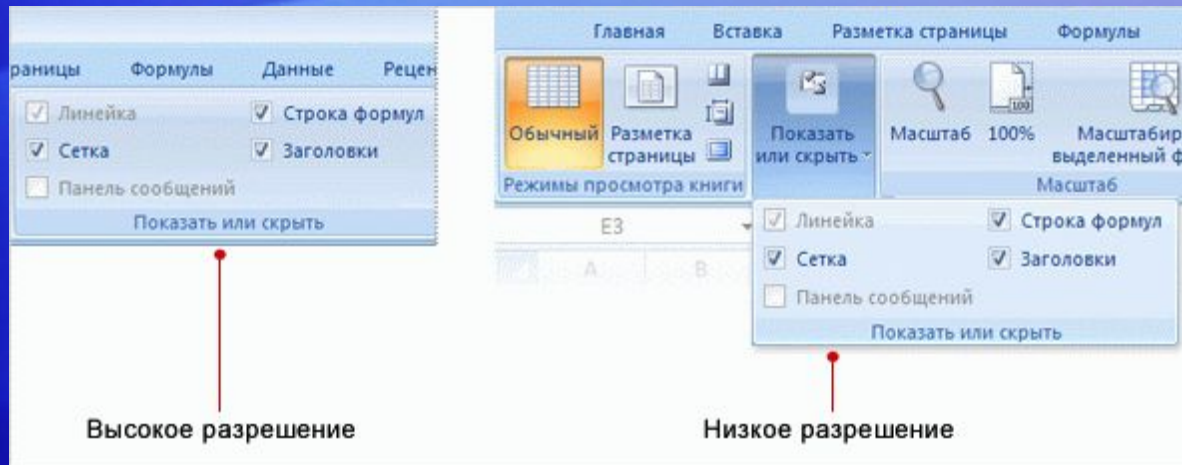 раницы Формулы Данные Рецен
Линейка Строка формул
Сетка Заголовки
Панель сообщений
Показать или скрыть
Высокое разрешение
Главная Вставка Разметка страницы Формулы
Обычный Разметка страницы Показать или скрыть Масштаб 100% Масштабир выделенный ф
100
Режимы просмотра книги Масштаб
E3
A B
Линейка Строка формул
Сетка Заголовки
Панель сообщений
Показать или скрыть
Низкое разрешение